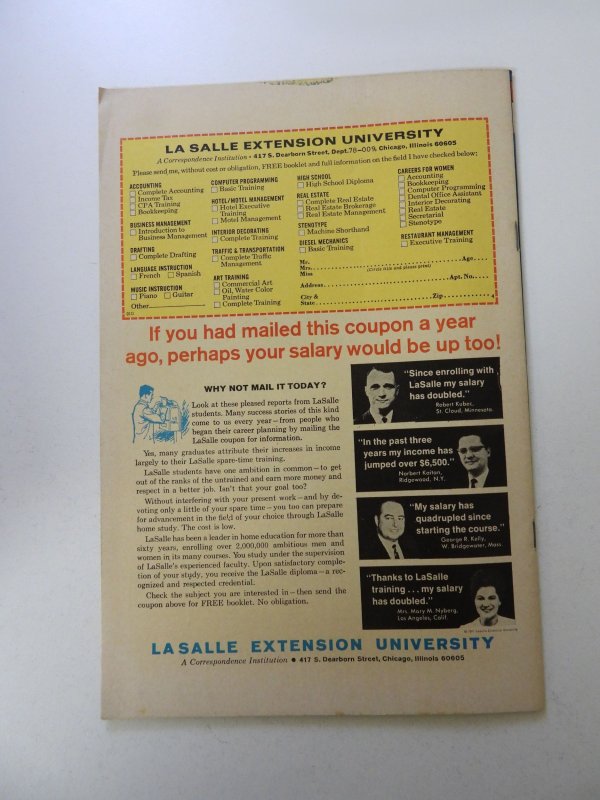 LA SALLE EXTENSION UNIVERSITY
A Correspondence Institution • 417 S. Dearborn Street, Dept. 78-009, Chicago, Illinois 60605
Please send me, without cost or obligation, FREE booklet and full information on the field I have checked below:
ACCOUNTING
Complete Accounting
Income Tax
CPA Training
Bookkeeping
BUSINESS MANAGEMENT
Introduction to
Business Management
DRAFTING
Complete Drafting
LANGUAGE INSTRUCTION
French Spanish
MUSIC INSTRUCTION
Piano Guitar
Other
COMPUTER PROGRAMMING
Basic Training
HOTEL/MOTEL MANAGEMENT
Hotel Executive
Training
Motel Management
INTERIOR DECORATING
Complete Training
TRAFFIC & TRANSPORTATION
Complete Traffic
Management
ART TRAINING
Commercial Art
Oil, Water Color
Painting
Complete Training
HIGH SCHOOL
High School Diploma
REAL ESTATE
Complete Real Estate
Real Estate Brokerage
Real Estate Management
STENOTYPE
Machine Shorthand
DIESEL MECHANICS
Basic Training
CAREERS FOR WOMEN
Accounting
Bookkeeping
Computer Programming
Dental Office Assistant
Interior Decorating
Real Estate
Secretarial
Stenotype
RESTAURANT MANAGEMENT
Executive Training
Mr.
Mrs. Age
Miss (Circle title and please print)
Address Apt. No.
City &
State Zip
If you had mailed this coupon a year
ago, perhaps your salary would be up too!
WHY NOT MAIL IT TODAY?
Look at these pleased reports from LaSalle
students. Many success stories of this kind
come to us every year – from people who
began their career planning by mailing the
LaSalle coupon for information.
Yes, many graduates attribute their increases in income
largely to their LaSalle spare-time training.
LaSalle students have one ambition in common – to get
out of the ranks of the untrained and earn more money and
respect in a better job. Isn't that your goal too?
Without interfering with your present work – and by de-
voting only a little of your spare time – you too can prepare
for advancement in the field of your choice through LaSalle
home study. The cost is low.
LaSalle has been a leader in home education for more than
sixty years, enrolling over 2,000,000 ambitious men and
women in its many courses. You study under the supervision
of LaSalle's experienced faculty. Upon satisfactory comple-
tion of your study, you receive the LaSalle diploma – a rec-
ognized and respected credential.
Check the subject you are interested in – then send the
coupon above for FREE booklet. No obligation.
"Since enrolling with
LaSalle my salary
has doubled."
Robert Kubec,
St. Cloud, Minnesota.
"In the past three
years my income has
jumped over $6,500."
Norbert Kaiton,
Ridgewood, N.Y.
"My salary has
quadrupled since
starting the course."
George R. Kelly,
W. Bridgewater, Mass.
"Thanks to LaSalle
training... my salary
has doubled."
Mrs. Mary M. Nyberg,
Los Angeles, Calif.
LASALLE EXTENSION UNIVERSITY
A Correspondence Institution • 417 S. Dearborn Street, Chicago, Illinois 60605